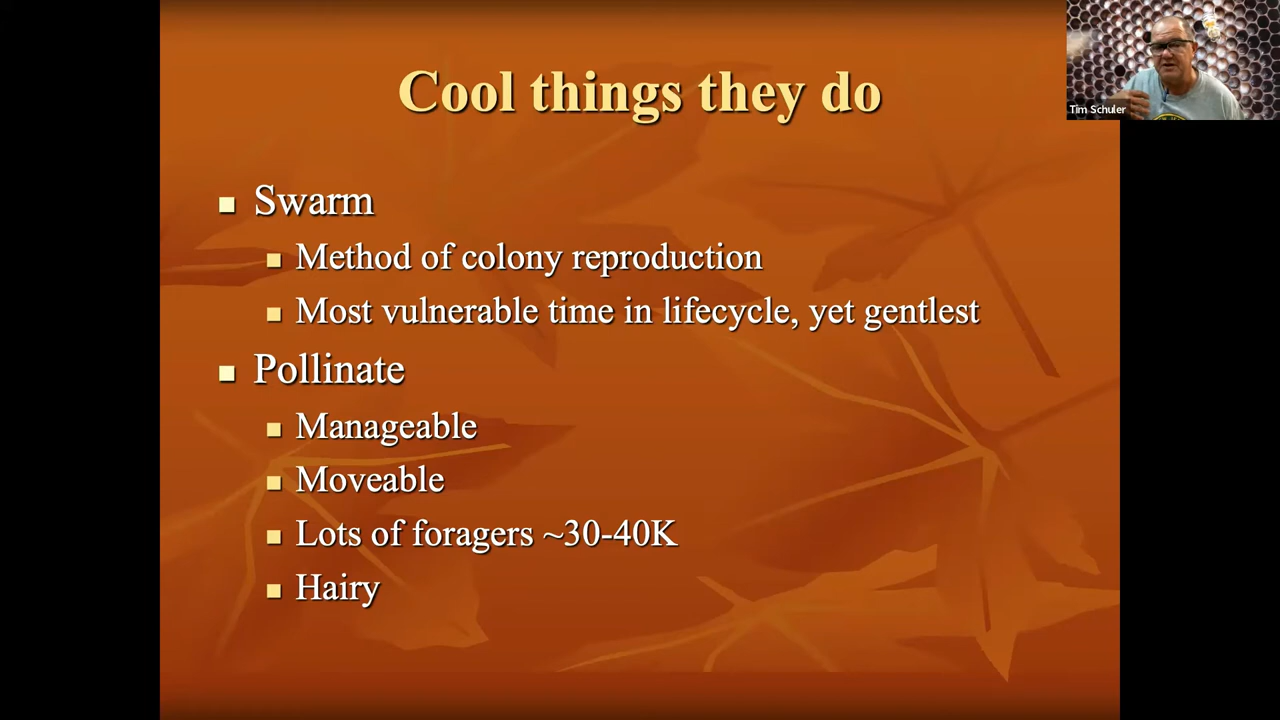 Cool things they do
Tim Schuler
Swarm
Method of colony reproduction
Most vulnerable time in lifecycle, yet gentlest
Pollinate
Manageable
Moveable
Lots of foragers ~30-40K
Hairy